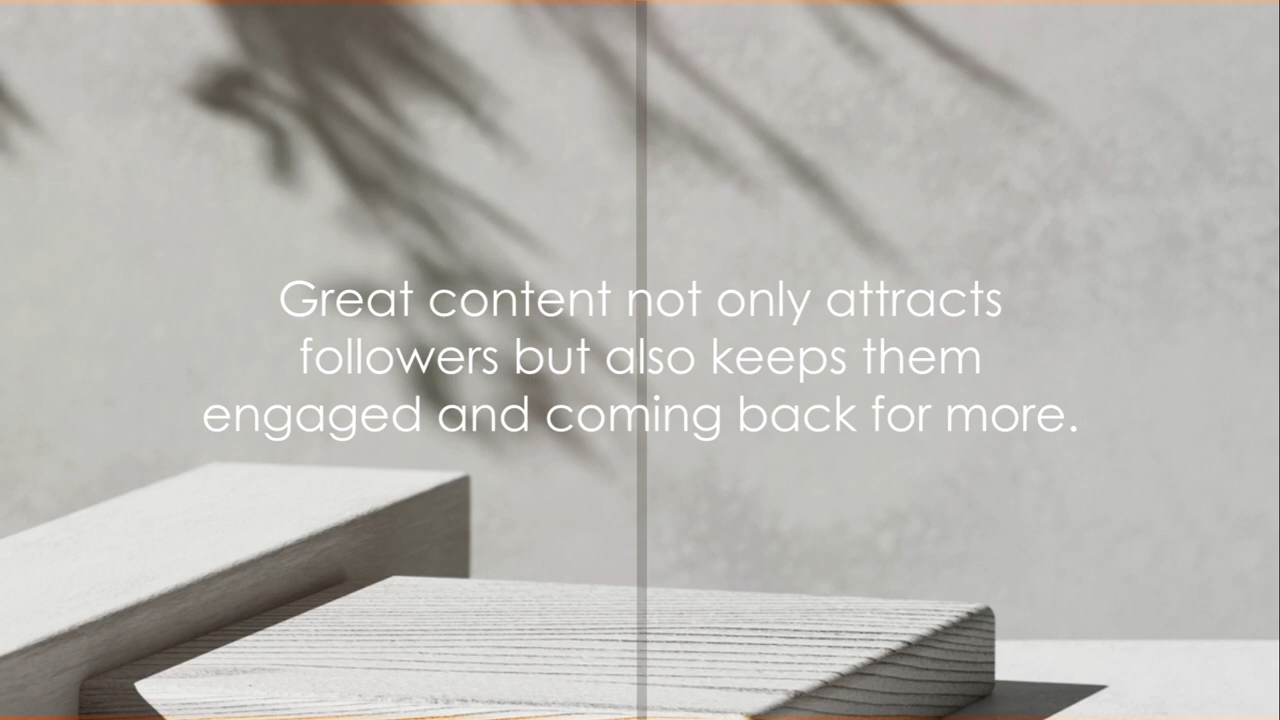 Great content not only attracts
followers but also keeps them
engaged and coming back for more.